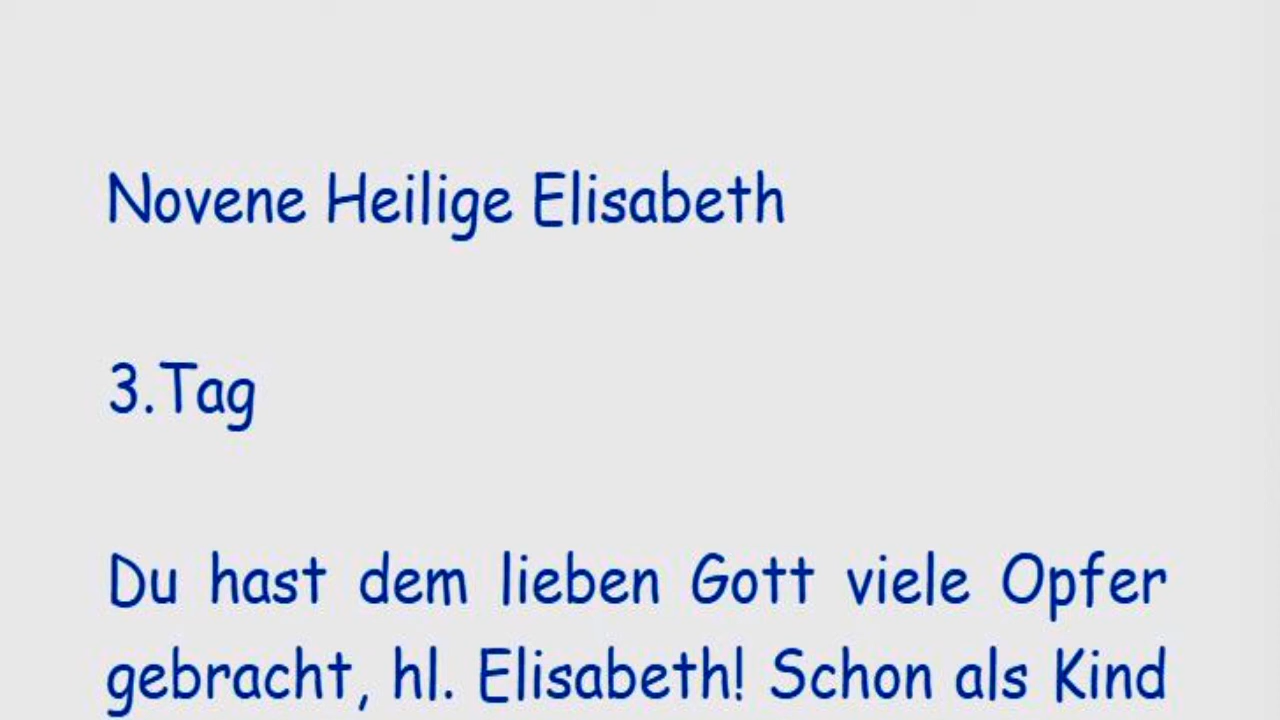 Novene Heilige Elisabeth
3.Tag
Du hast dem lieben Gott viele Opfer
gebracht, hl. Elisabeth! Schon als Kind